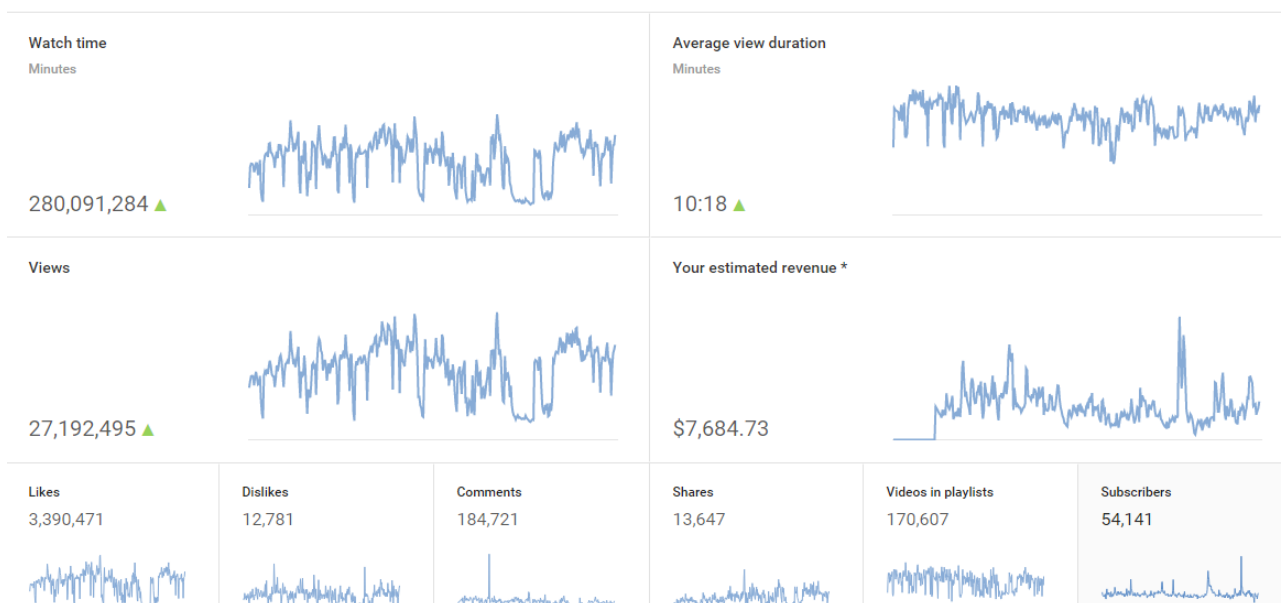 Watch time
Minutes
280,091,284
Average view duration
Minutes
10:18
Views
27,192,495
Your estimated revenue *
$7,684.73
Likes
3,390,471
Dislikes
12,781
Comments
184,721
Shares
13,647
Videos in playlists
170,607
Subscribers
54,141